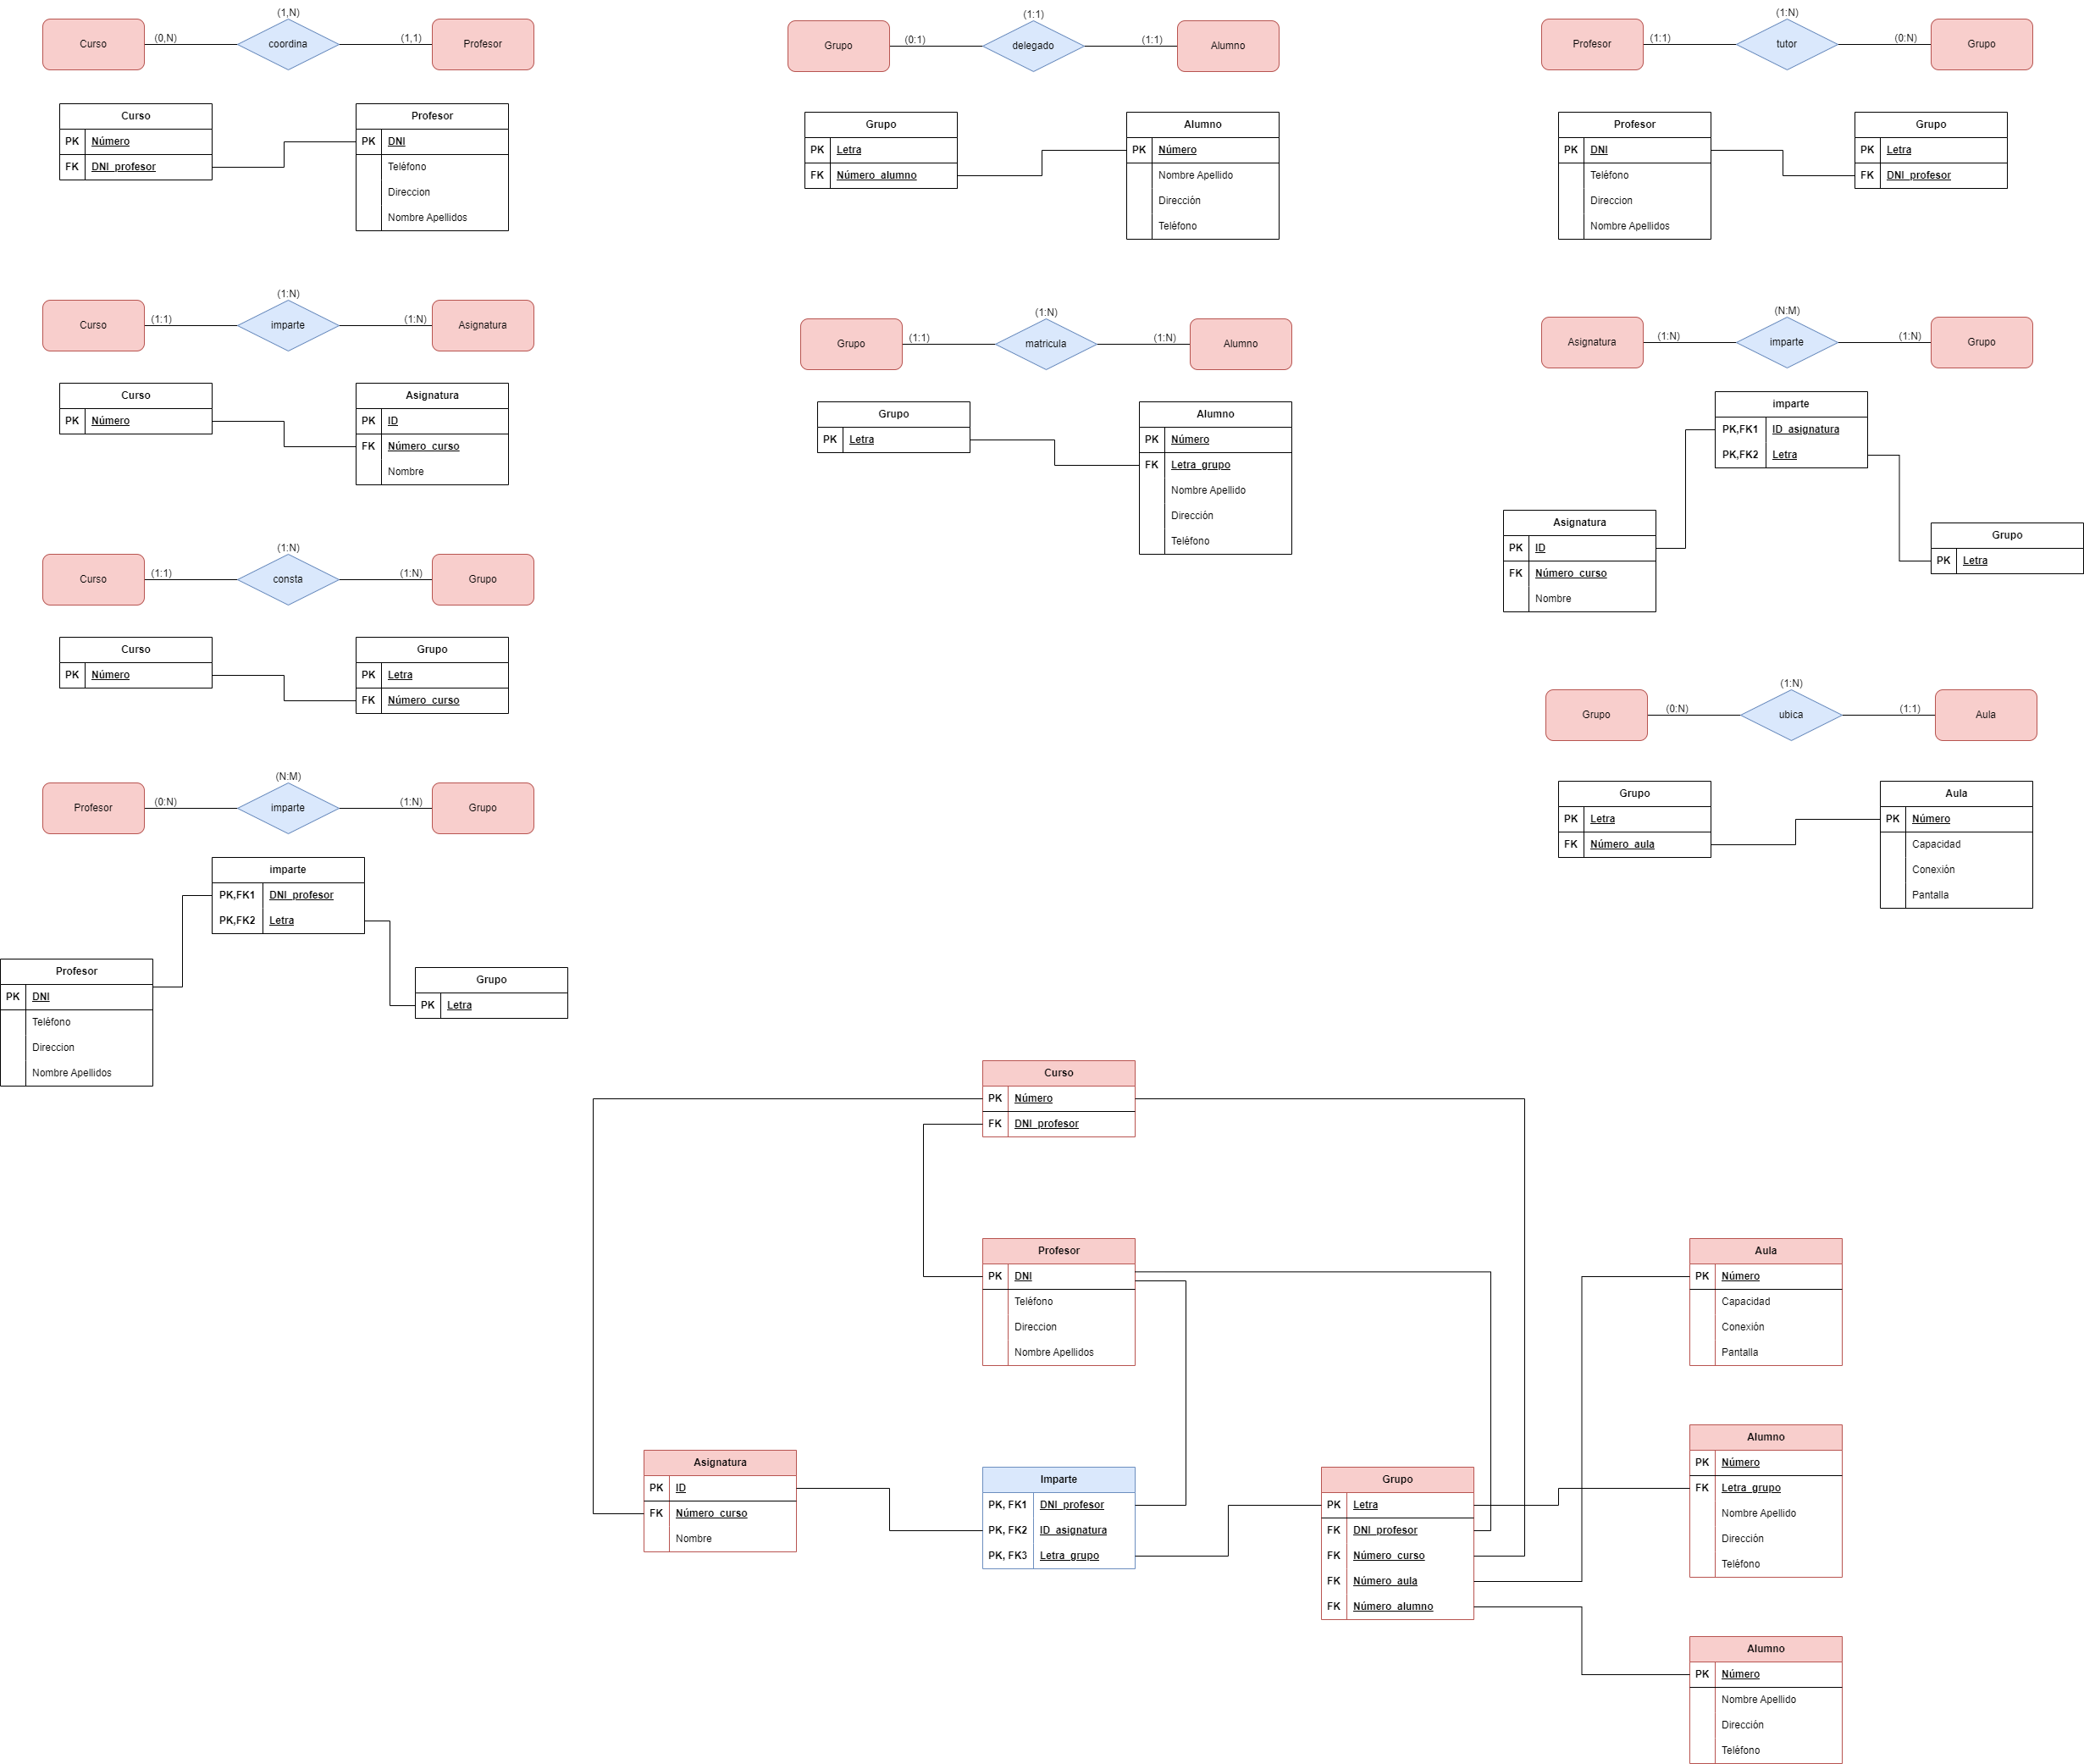 (1,N)
Curso (0,N) coordina (1,1) Profesor
Curso
PK Número
FK DNI_profesor
Profesor
PK DNI
Teléfono
Direccion
Nombre Apellidos
(1:N)
Curso (1:1) imparte (1:N) Asignatura
Curso
PK Número
Asignatura
PK ID
FK Número_curso
Nombre
(1:N)
Curso (1:1) consta (1:N) Grupo
Curso
PK Número
Grupo
PK Letra
FK Número_curso
(N:M)
Profesor (0:N) imparte (1:N) Grupo
imparte
PK,FK1 DNI_profesor
PK,FK2 Letra
Profesor
PK DNI
Teléfono
Direccion
Nombre Apellidos
Grupo
PK Letra
(1:1)
Grupo (0:1) delegado (1:1) Alumno
Grupo
PK Letra
FK Número_alumno
Alumno
PK Número
Nombre Apellido
Dirección
Teléfono
(1:N)
Grupo (1:1) matricula (1:N) Alumno
Grupo
PK Letra
Alumno
PK Número
FK Letra_grupo
Nombre Apellido
Dirección
Teléfono
(1:N)
Profesor (1:1) tutor (0:N) Grupo
Profesor
PK DNI
Teléfono
Direccion
Nombre Apellidos
Grupo
PK Letra
FK DNI_profesor
(N:M)
Asignatura (1:N) imparte (1:N) Grupo
imparte
PK,FK1 ID_asignatura
PK,FK2 Letra
Asignatura
PK ID
FK Número_curso
Nombre
Grupo
PK Letra
(1:N)
Grupo (0:N) ubica (1:1) Aula
Grupo
PK Letra
FK Número_aula
Aula
PK Número
Capacidad
Conexión
Pantalla
Curso
PK Número
FK DNI_profesor
Profesor
PK DNI
Teléfono
Direccion
Nombre Apellidos
Asignatura
PK ID
FK Número_curso
Nombre
Imparte
PK, FK1 DNI_profesor
PK, FK2 ID_asignatura
PK, FK3 Letra_grupo
Grupo
PK Letra
FK DNI_profesor
FK Número_curso
FK Número_aula
FK Número_alumno
Aula
PK Número
Capacidad
Conexión
Pantalla
Alumno
PK Número
FK Letra_grupo
Nombre Apellido
Dirección
Teléfono
Alumno
PK Número
Nombre Apellido
Dirección
Teléfono